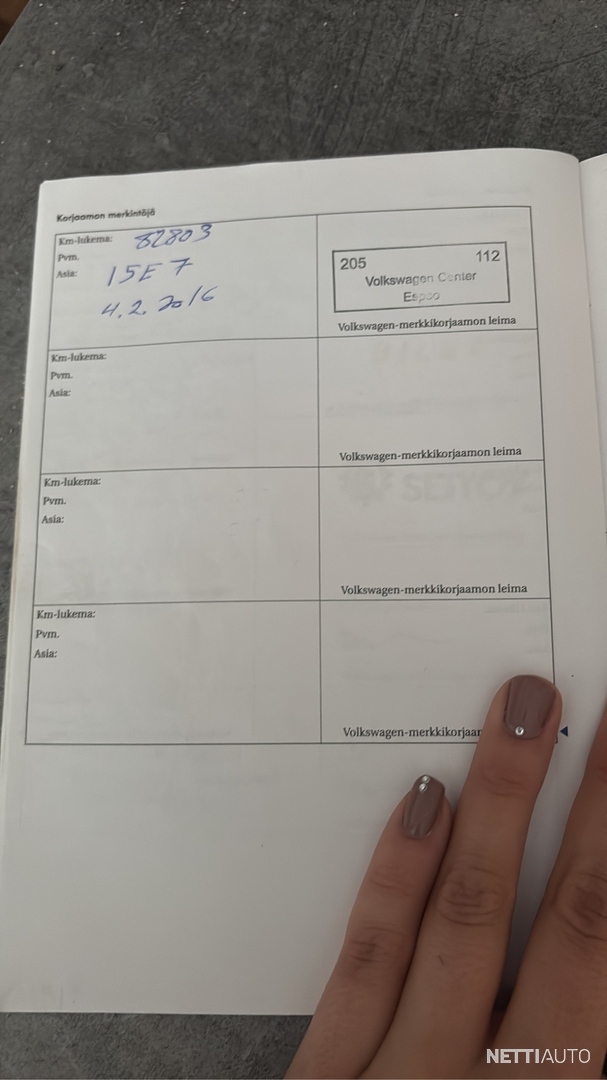 Korjaamon merkintöjä
Km-lukema: 82803
Pvm.
Asia: 15E7
4.2.2016
205 112
Volkswagen Center
Espoo
Volkswagen-merkkikorjaamon leima
Km-lukema:
Pvm.
Asia:
Volkswagen-merkkikorjaamon leima
Km-lukema:
Pvm.
Asia:
Volkswagen-merkkikorjaamon leima
Km-lukema:
Pvm.
Asia:
Volkswagen-merkkikorjaa
NETTIAUTO